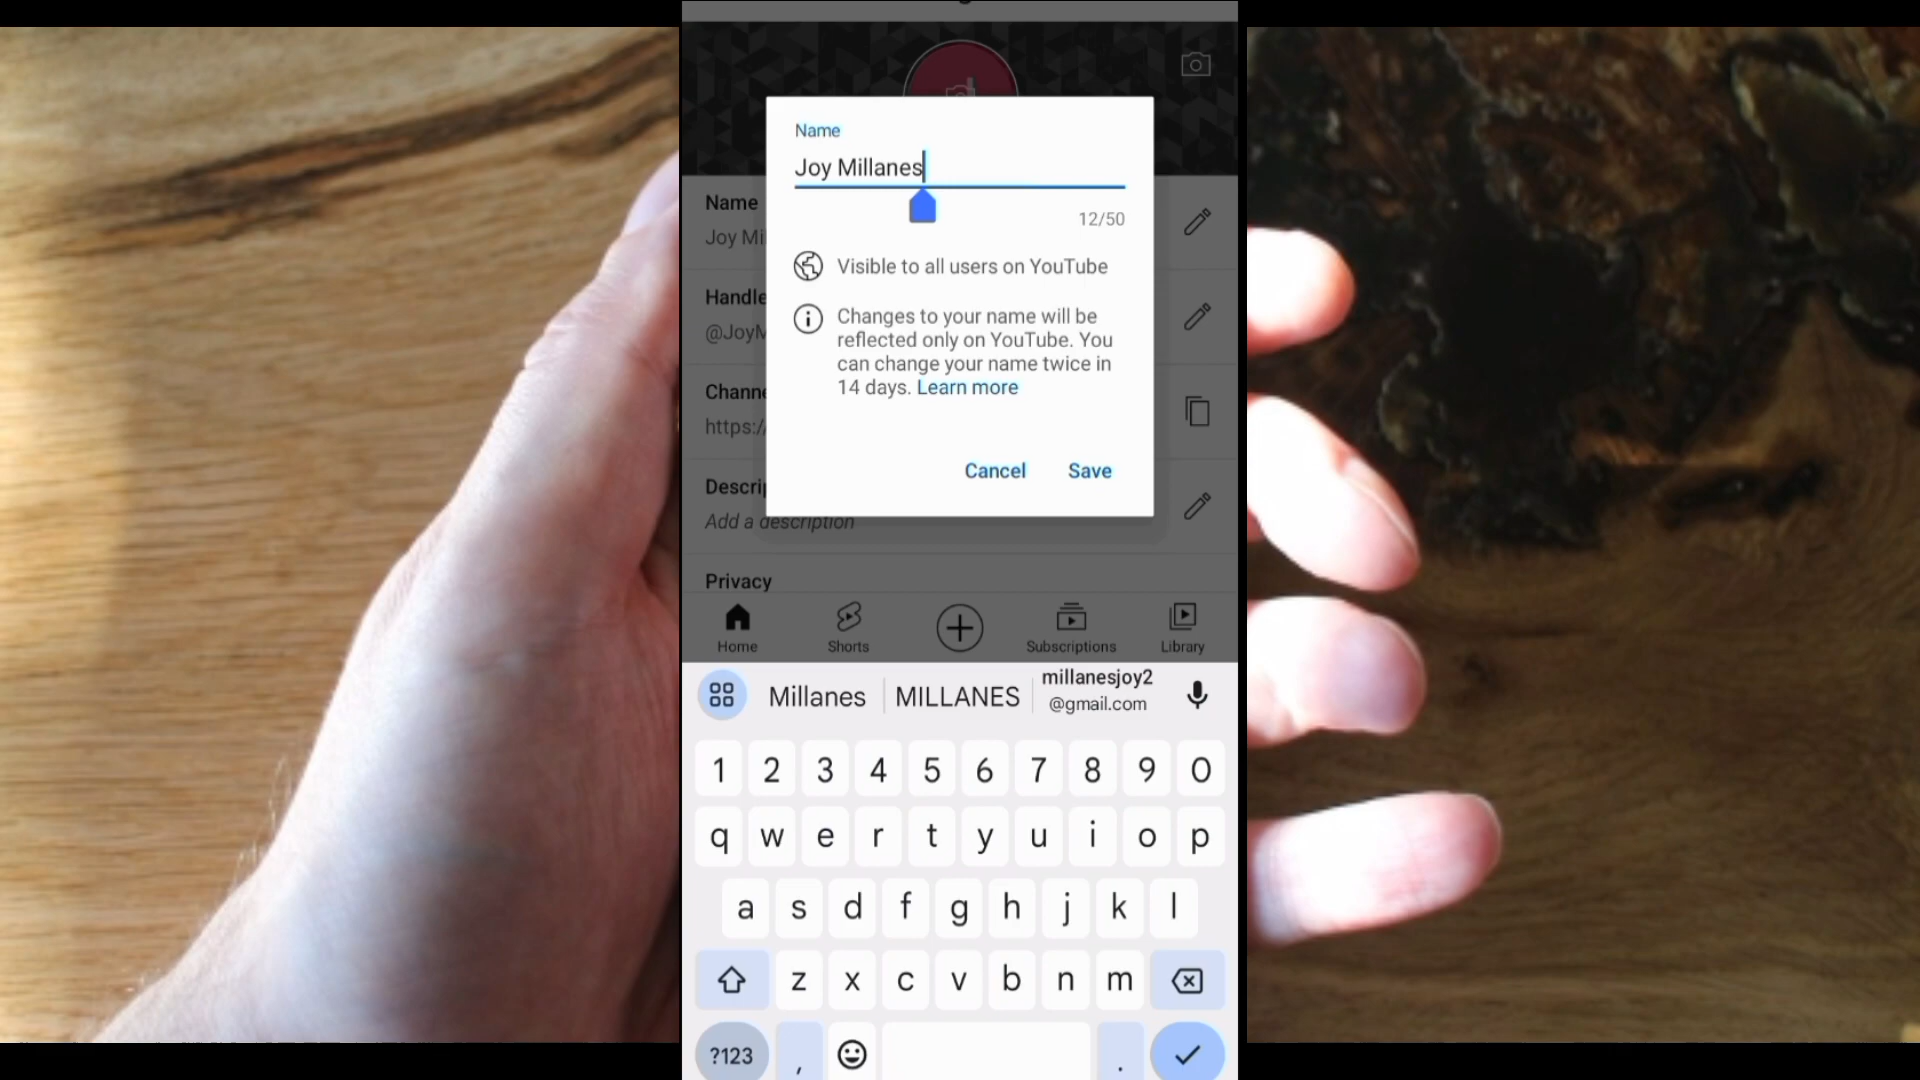 Name
Joy Millanes
12/50
Visible to all users on YouTube
Changes to your name will be
reflected only on YouTube. You
can change your name twice in
14 days. Learn more
Cancel Save
Name
Joy Mi
Handle
@JoyM
Channe
https:/
Descrip
Add a description
Privacy
Home Shorts Subscriptions Library
Millanes MILLANES millanesjoy2
@gmail.com
1 2 3 4 5 6 7 8 9 0
q w e r t y u i o p
a s d f g h j k l
z x c v b n m
?123 , .